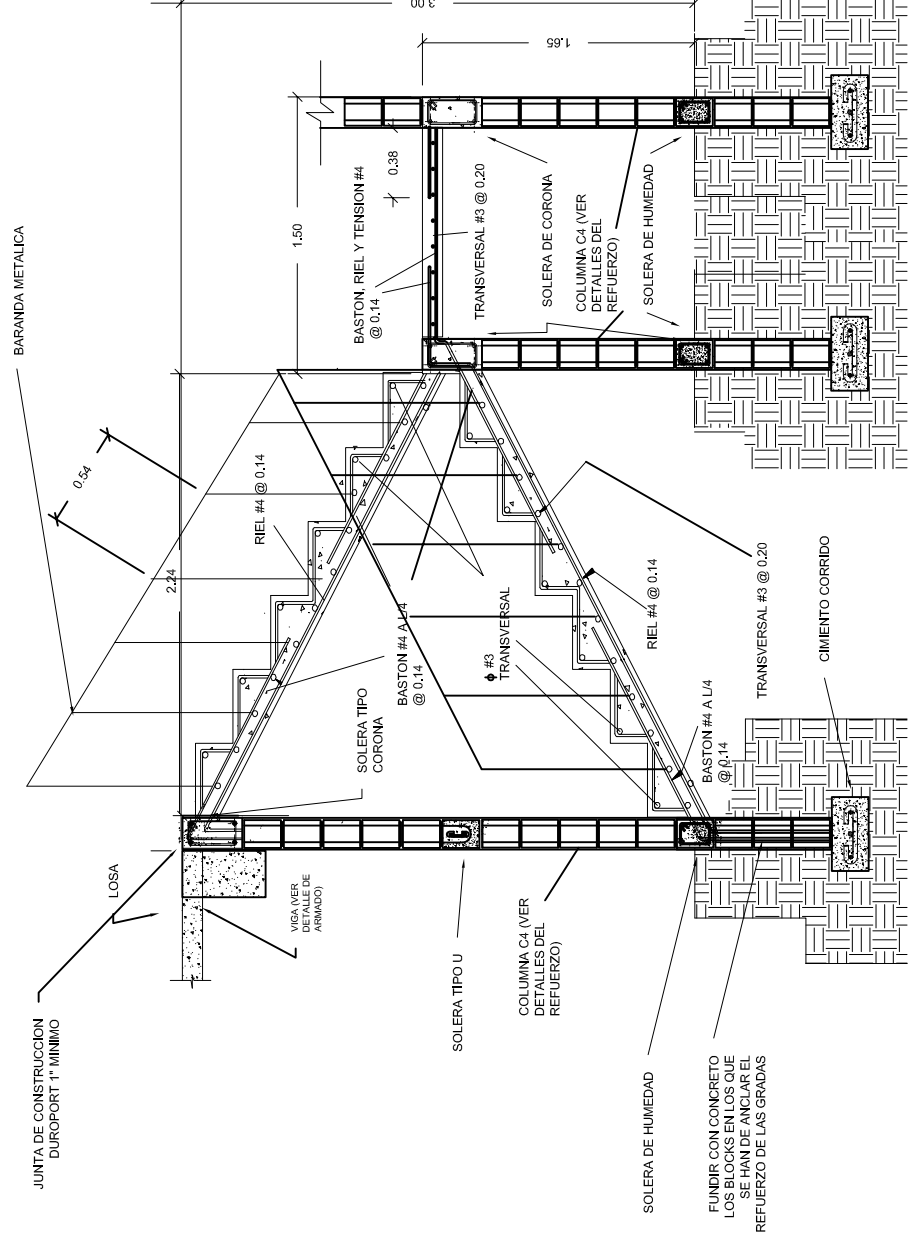 BARANDA METALICA
0.54
2.24
1.50
3.00
1.65
0.38
JUNTA DE CONSTRUCCION
DUROPORT 1" MINIMO
LOSA
VIGA (VER
DETALLE DE
ARMADO)
RIEL #4 @ 0.14
BASTON #4 A L/4
@ 0.14
SOLERA TIPO
CORONA
BASTON, RIEL Y TENSION #4
@ 0.14
TRANSVERSAL #3 @ 0.20
SOLERA DE CORONA
COLUMNA C4 (VER
DETALLES DEL
REFUERZO)
SOLERA DE HUMEDAD
ϕ #3
TRANSVERSAL
RIEL #4 @ 0.14
BASTON #4 A L/4
@ 0.14
TRANSVERSAL #3 @ 0.20
CIMIENTO CORRIDO
SOLERA TIPO U
COLUMNA C4 (VER
DETALLES DEL
REFUERZO)
SOLERA DE HUMEDAD
FUNDIR CON CONCRETO
LOS BLOCKS EN LOS QUE
SE HAN DE ANCLAR EL
REFUERZO DE LAS GRADAS